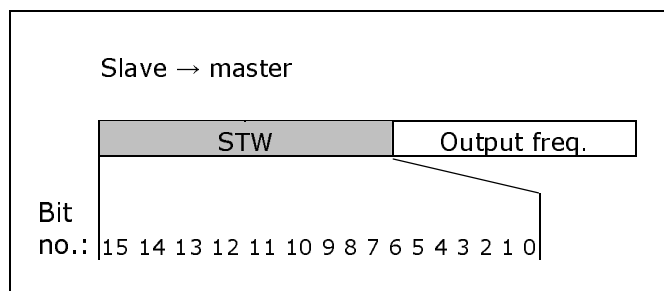 Slave → master
STW Output freq.
Bit
no.: 15 14 13 12 11 10 9 8 7 6 5 4 3 2 1 0